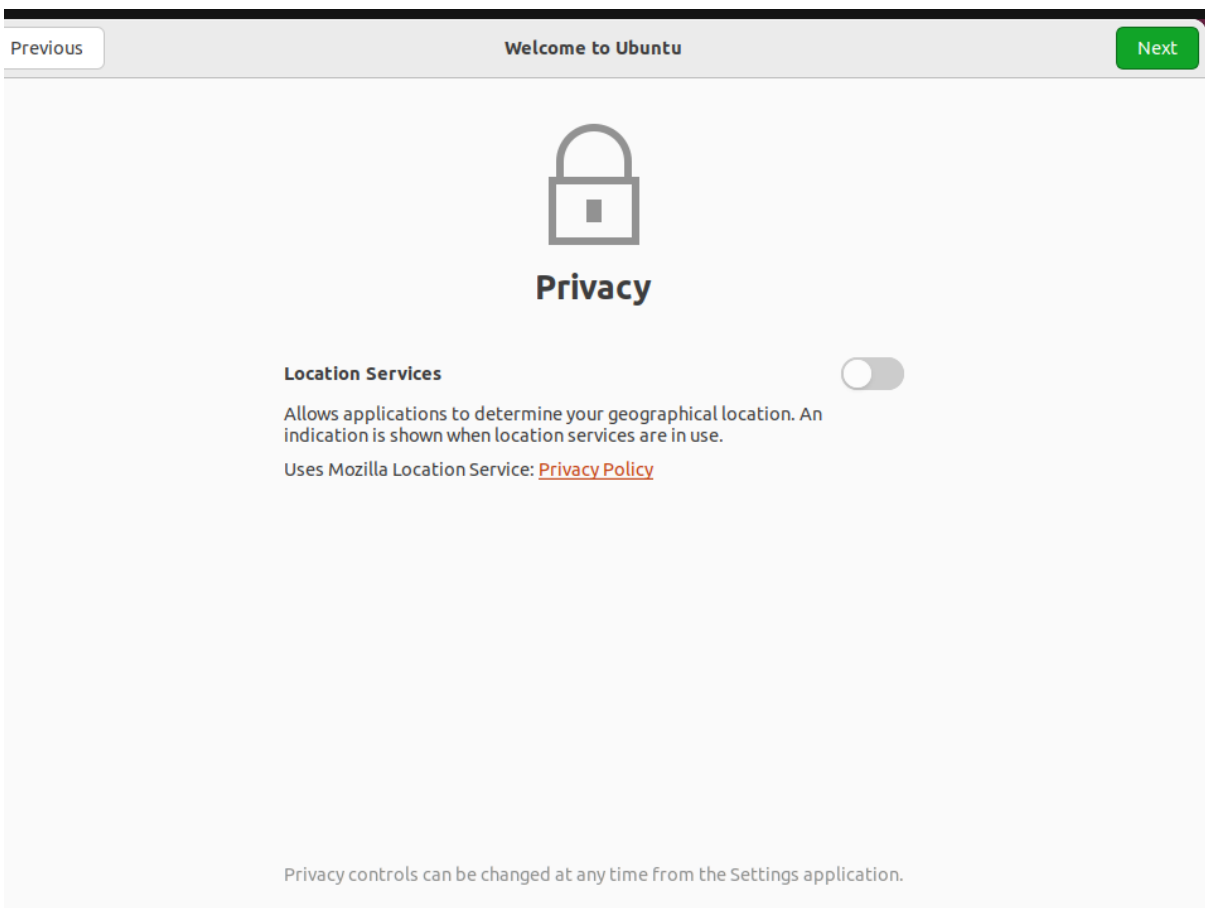 Previous
Welcome to Ubuntu
Next
Privacy
Location Services
Allows applications to determine your geographical location. An
indication is shown when location services are in use.
Uses Mozilla Location Service: Privacy Policy
Privacy controls can be changed at any time from the Settings application.